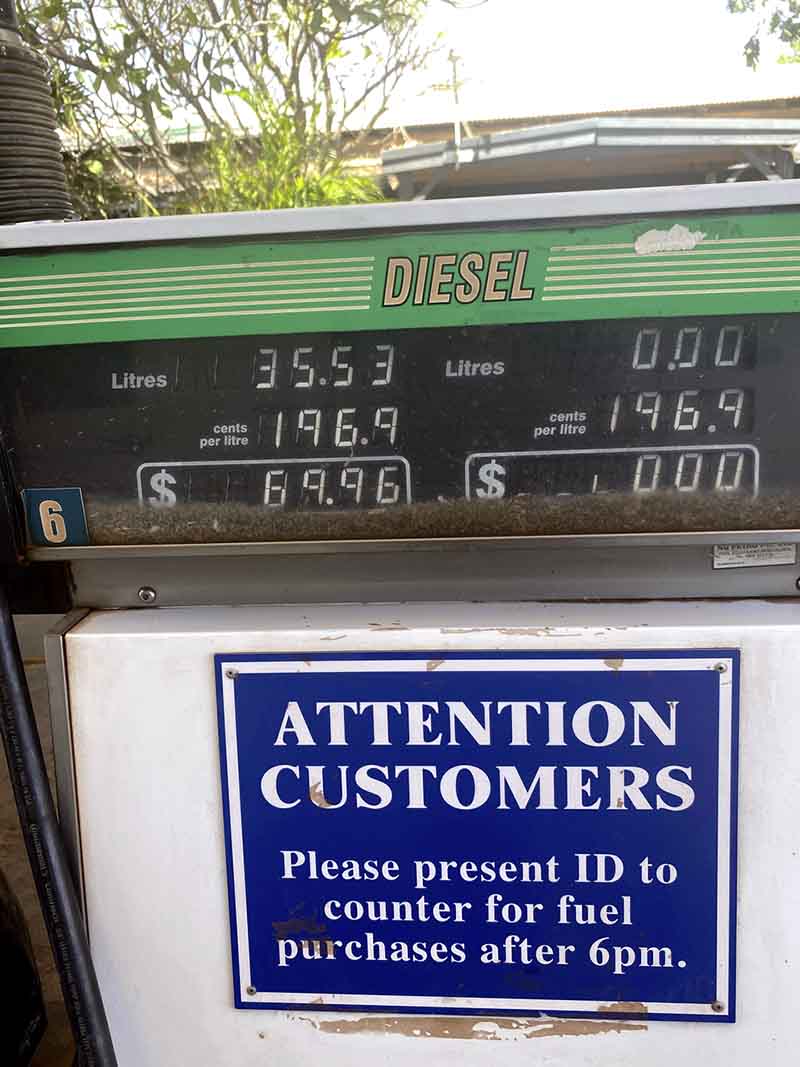 DIESEL
Litres 35.53 Litres 0.00
cents per litre 196.9 cents per litre 196.9
$ 69.96 $ 0.00
6
ATTENTION
CUSTOMERS
Please present ID to
counter for fuel
purchases after 6pm.